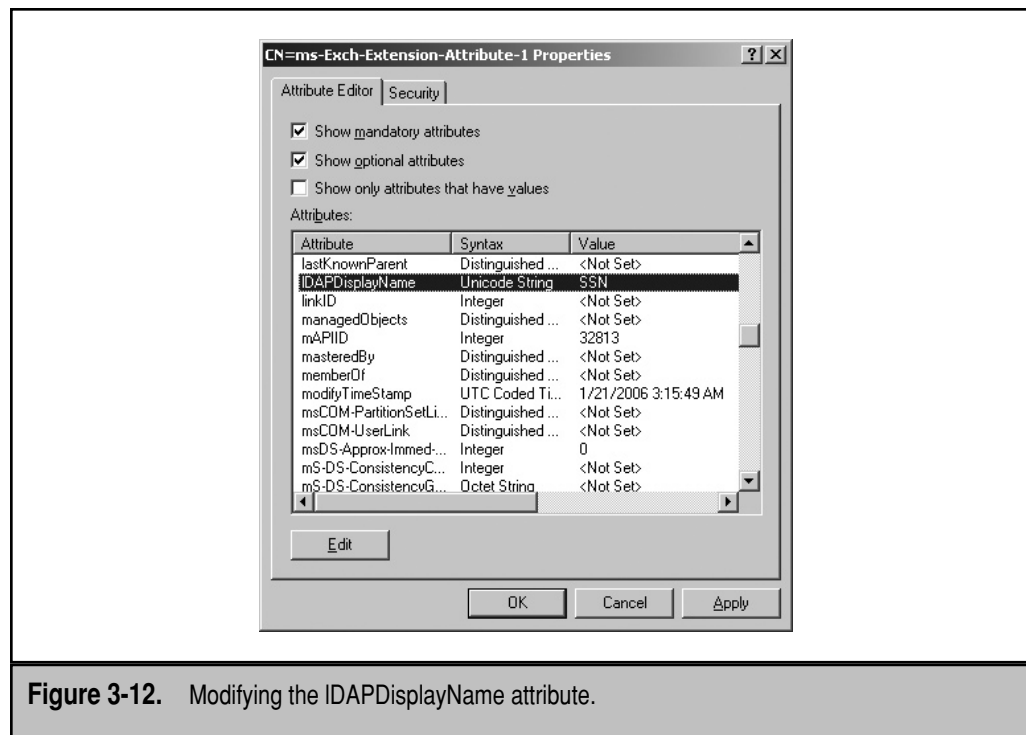 CN=ms-Exch-Extension-Attribute-1 Properties
Attribute Editor Security
Show mandatory attributes
Show optional attributes
Show only attributes that have values
Attributes:
Attribute Syntax Value
lastKnownParent Distinguished ... <Not Set>
lDAPDisplayName Unicode String SSN
linkID Integer <Not Set>
managedObjects Distinguished ... <Not Set>
mAPIID Integer 32813
masteredBy Distinguished ... <Not Set>
memberOf Distinguished ... <Not Set>
modifyTimeStamp UTC Coded Ti... 1/21/2006 3:15:49 AM
msCOM-PartitionSetLi... Distinguished ... <Not Set>
msCOM-UserLink Distinguished ... <Not Set>
msDS-Approx-Immed-... Integer 0
mS-DS-ConsistencyC... Integer <Not Set>
mS-DS-ConsistencyG... Octet String <Not Set>
Edit
OK Cancel Apply
Figure 3-12. Modifying the lDAPDisplayName attribute.